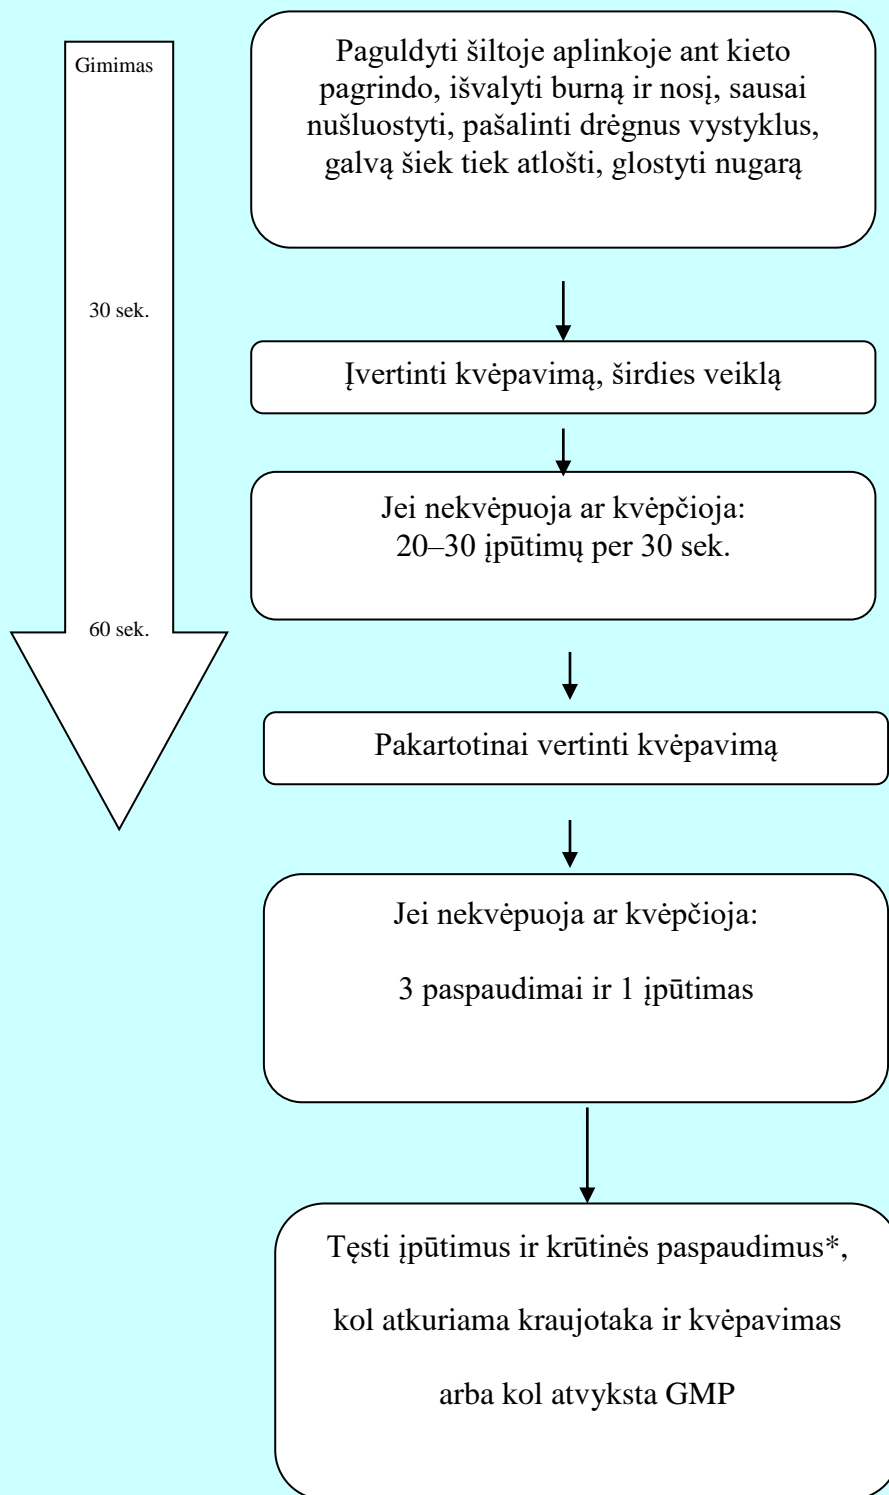 Gimimas
30 sek.
60 sek.
Paguldyti šiltoje aplinkoje ant kieto
pagrindo, išvalyti burną ir nosį, sausai
nušluostyti, pašalinti drėgnus vystyklus,
galvą šiek tiek atlošti, glostyti nugarą
Įvertinti kvėpavimą, širdies veiklą
Jei nekvėpuoja ar kvėpčioja:
20–30 įpūtimų per 30 sek.
Pakartotinai vertinti kvėpavimą
Jei nekvėpuoja ar kvėpčioja:
3 paspaudimai ir 1 įpūtimas
Tęsti įpūtimus ir krūtinės paspaudimus*,
kol atkuriama kraujotaka ir kvėpavimas
arba kol atvyksta GMP